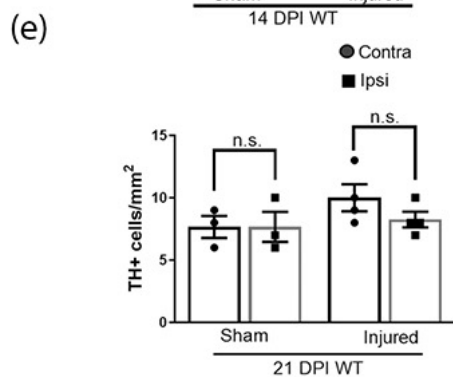 14 DPI WT
(e)
Contra
Ipsi
n.s.
n.s.
15
10
5
0
TH+ cells/mm²
Sham
Injured
21 DPI WT